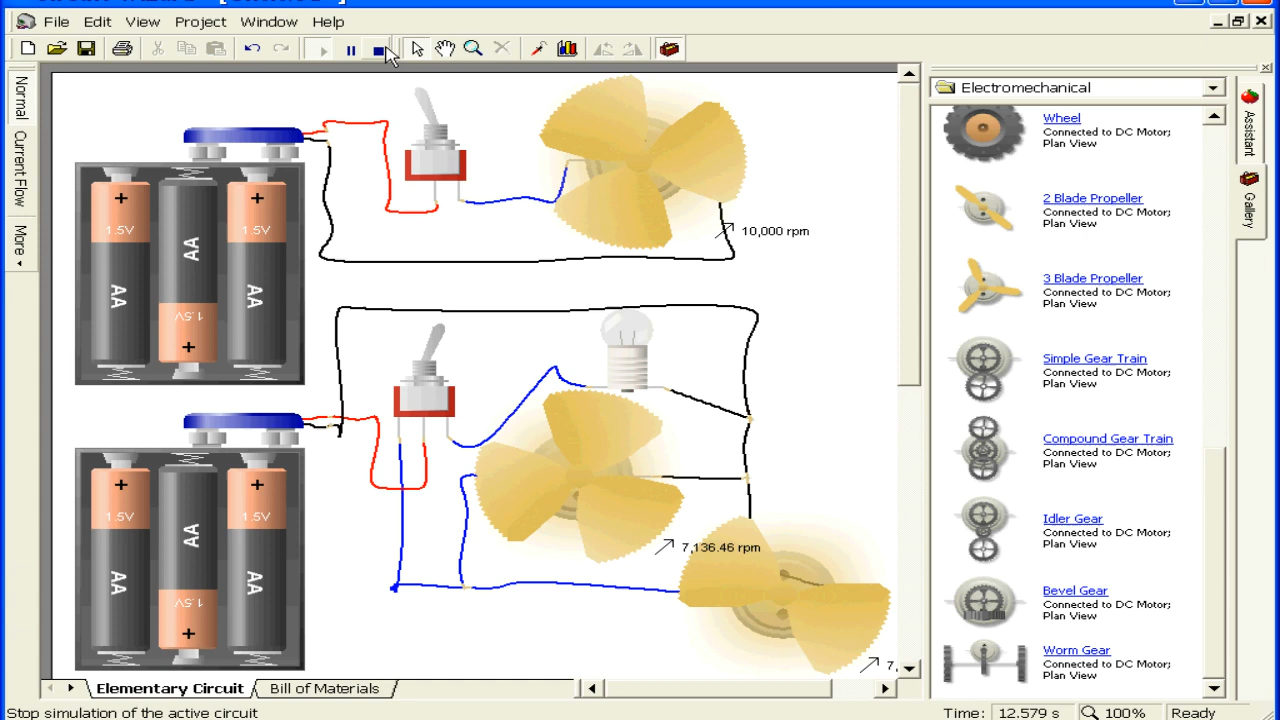 File Edit View Project Window Help
Normal
Current Flow
More
Electromechanical
Assistant
Gallery
Wheel
Connected to DC Motor;
Plan View
2 Blade Propeller
Connected to DC Motor;
Plan View
3 Blade Propeller
Connected to DC Motor;
Plan View
Simple Gear Train
Connected to DC Motor;
Plan View
Compound Gear Train
Connected to DC Motor;
Plan View
Idler Gear
Connected to DC Motor;
Plan View
Bevel Gear
Connected to DC Motor;
Plan View
Worm Gear
Connected to DC Motor;
Plan View
+ +
1.5V 1.5V
AA AA AA
1.5V
+
10,000 rpm
+ +
1.5V 1.5V
AA AA AA
1.5V
+
7,136.46 rpm
7,
Elementary Circuit Bill of Materials
Stop simulation of the active circuit
Time: 12.579 s 100% Ready